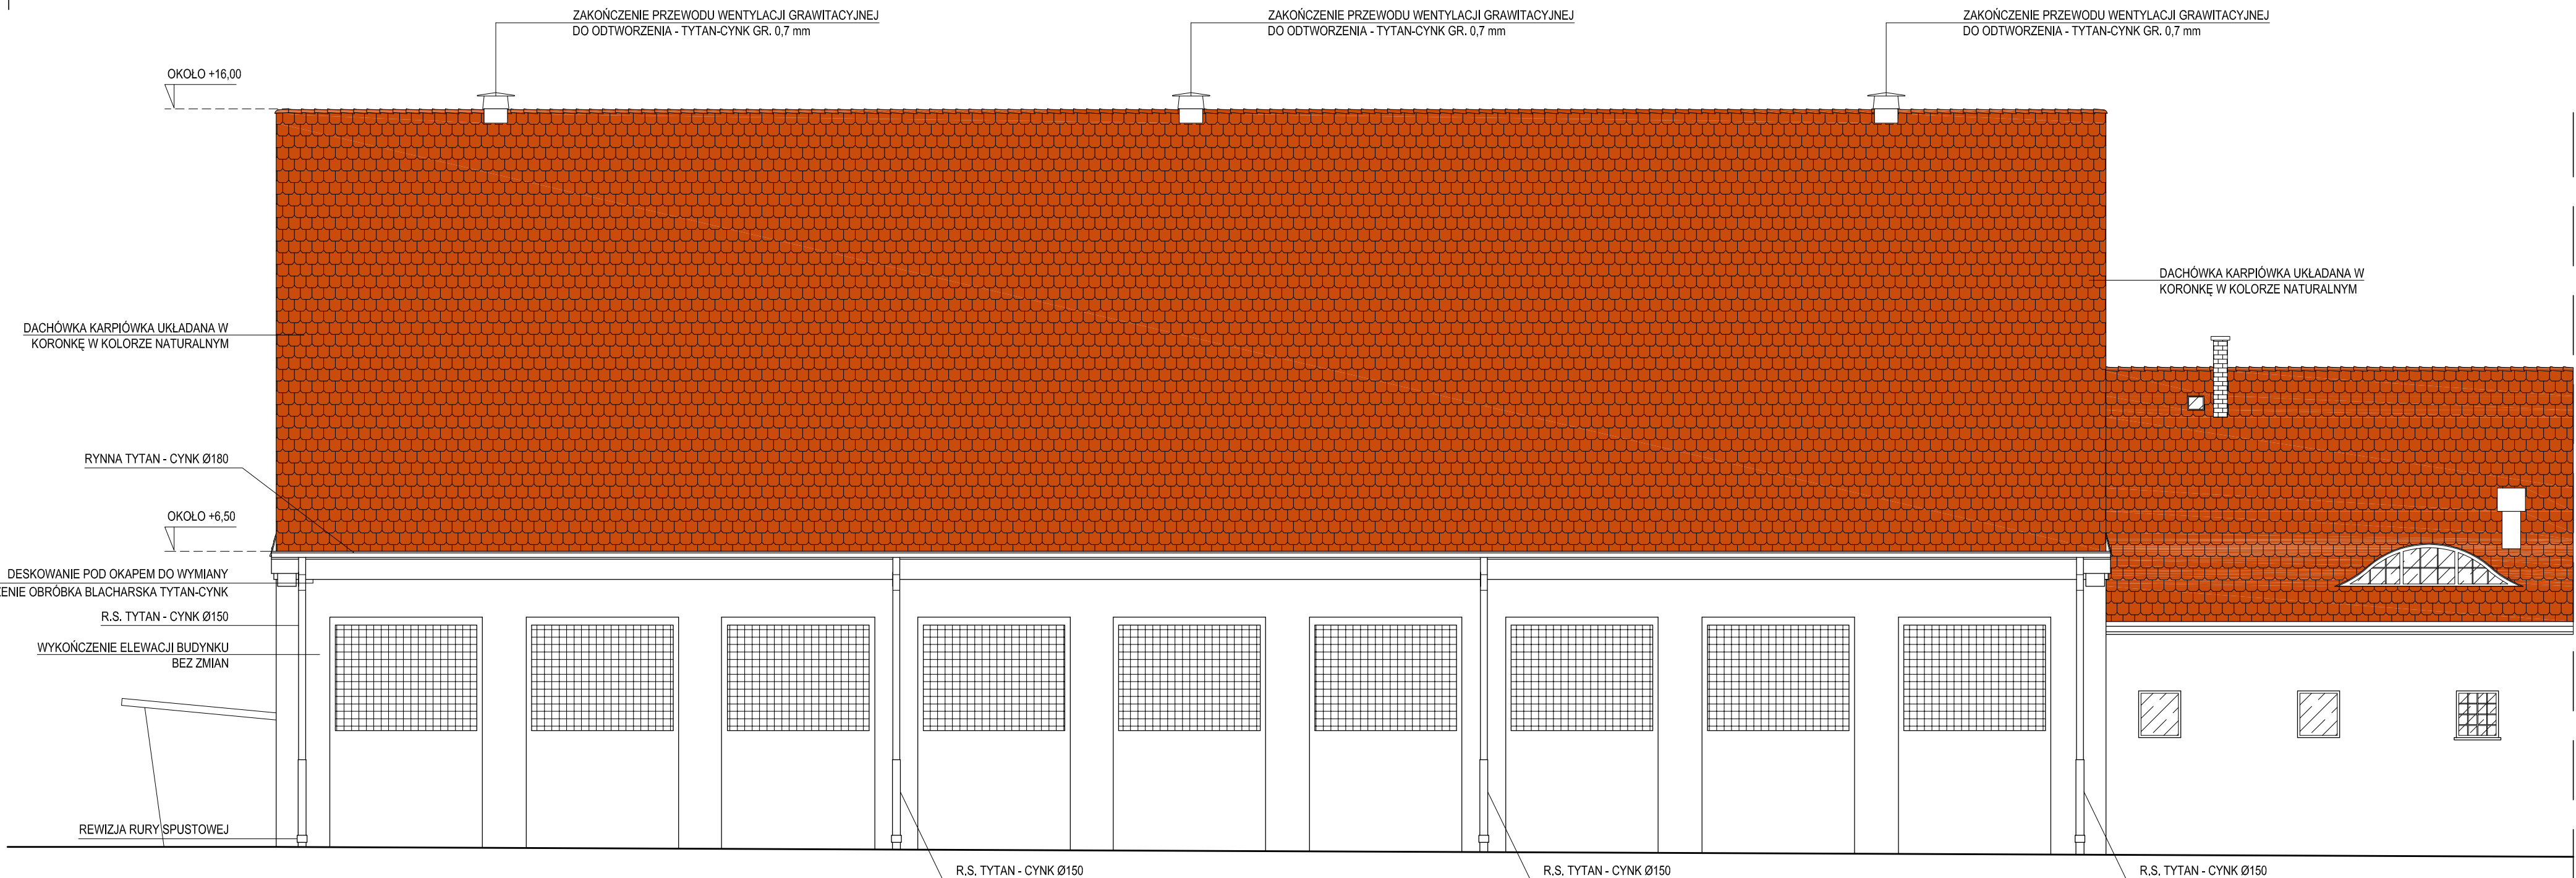 ZAKOŃCZENIE PRZEWODU WENTYLACJI GRAWITACYJNEJ
DO ODTWORZENIA - TYTAN-CYNK GR. 0,7 mm
ZAKOŃCZENIE PRZEWODU WENTYLACJI GRAWITACYJNEJ
DO ODTWORZENIA - TYTAN-CYNK GR. 0,7 mm
ZAKOŃCZENIE PRZEWODU WENTYLACJI GRAWITACYJNEJ
DO ODTWORZENIA - TYTAN-CYNK GR. 0,7 mm
OKOŁO +16,00
DACHÓWKA KARPIÓWKA UKŁADANA W
KORONKĘ W KOLORZE NATURALNYM
DACHÓWKA KARPIÓWKA UKŁADANA W
KORONKĘ W KOLORZE NATURALNYM
RYNNA TYTAN - CYNK Ø180
OKOŁO +6,50
DESKOWANIE POD OKAPEM DO WYMIANY
OBRÓBKA BLACHARSKA TYTAN-CYNK
R.S. TYTAN - CYNK Ø150
WYKOŃCZENIE ELEWACJI BUDYNKU
BEZ ZMIAN
REWIZJA RURY SPUSTOWEJ
R.S. TYTAN - CYNK Ø150
R.S. TYTAN - CYNK Ø150
R.S. TYTAN - CYNK Ø150